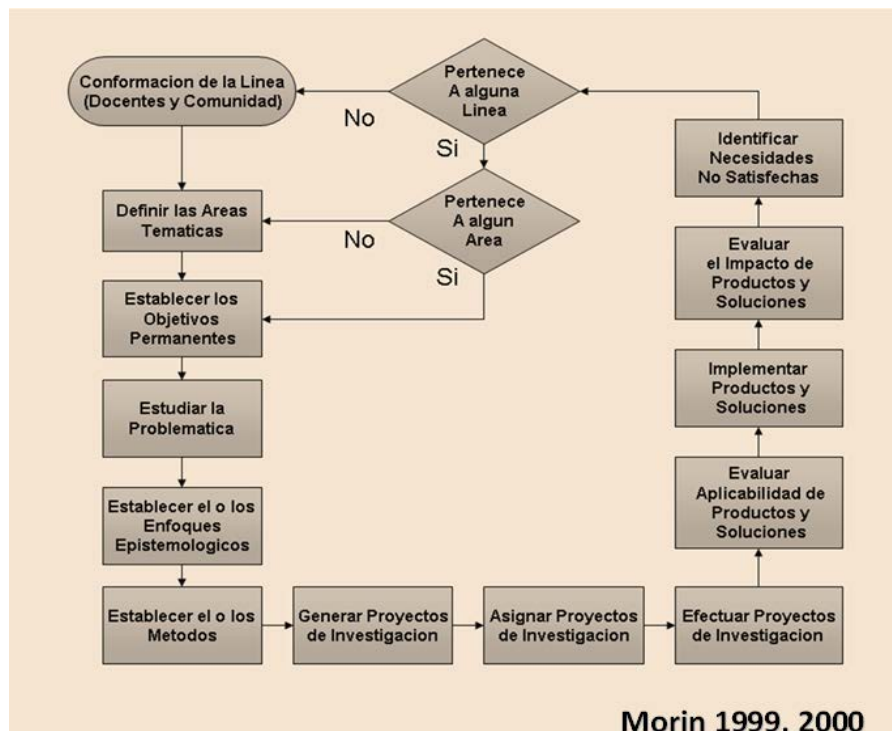 Conformacion de la Linea
(Docentes y Comunidad)
Pertenece
A alguna
Linea
No
Si
Pertenece
A algun
Area
No
Si
Definir las Areas
Tematicas
Establecer los
Objetivos
Permanentes
Estudiar la
Problematica
Establecer el o los
Enfoques
Epistemologicos
Establecer el o los
Metodos
Generar Proyectos
de Investigacion
Asignar Proyectos
de Investigacion
Efectuar Proyectos
de Investigacion
Evaluar
Aplicabilidad de
Productos y
Soluciones
Implementar
Productos y
Soluciones
Evaluar
el Impacto de
Productos y
Soluciones
Identificar
Necesidades
No Satisfechas
Morin 1999, 2000